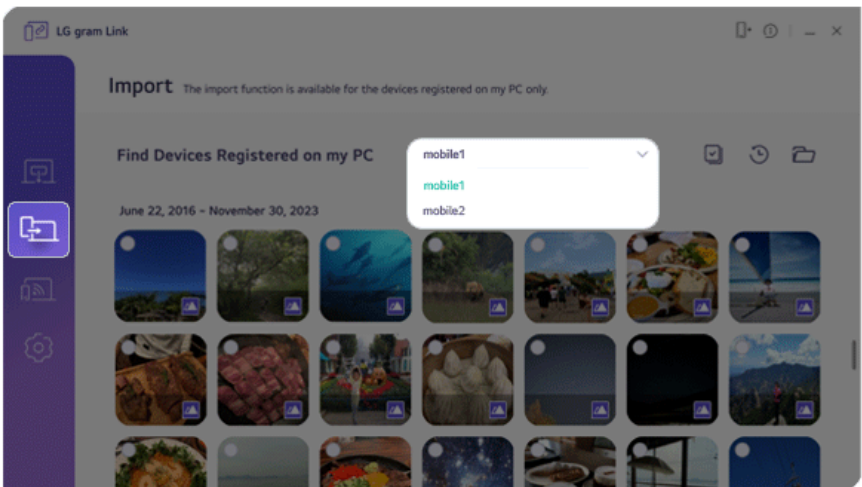 LG gram Link
Import The import function is available for the devices registered on my PC only.
Find Devices Registered on my PC
mobile1
mobile1
mobile2
June 22, 2016 – November 30, 2023